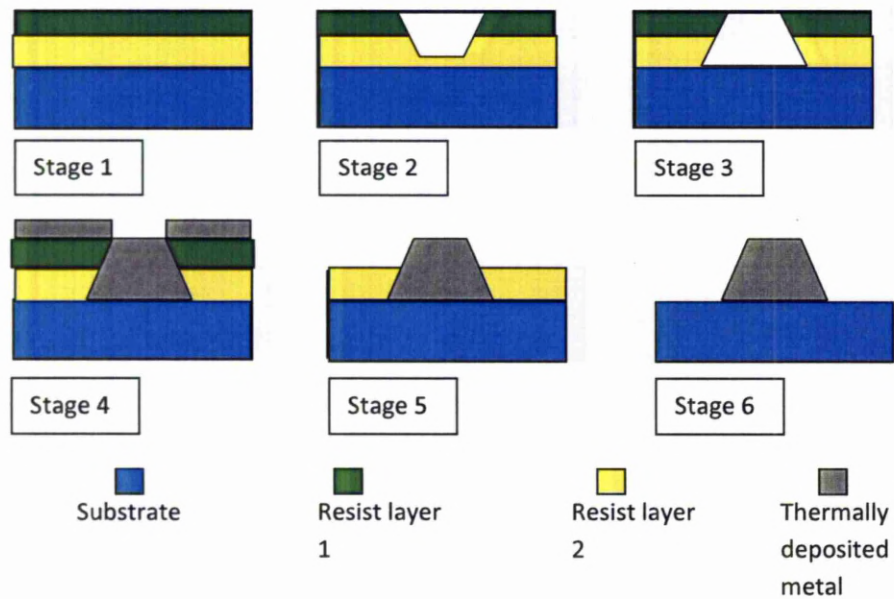 Stage 1
Stage 2
Stage 3
Stage 4
Stage 5
Stage 6
Substrate
Resist layer
1
Resist layer
2
Thermally
deposited
metal